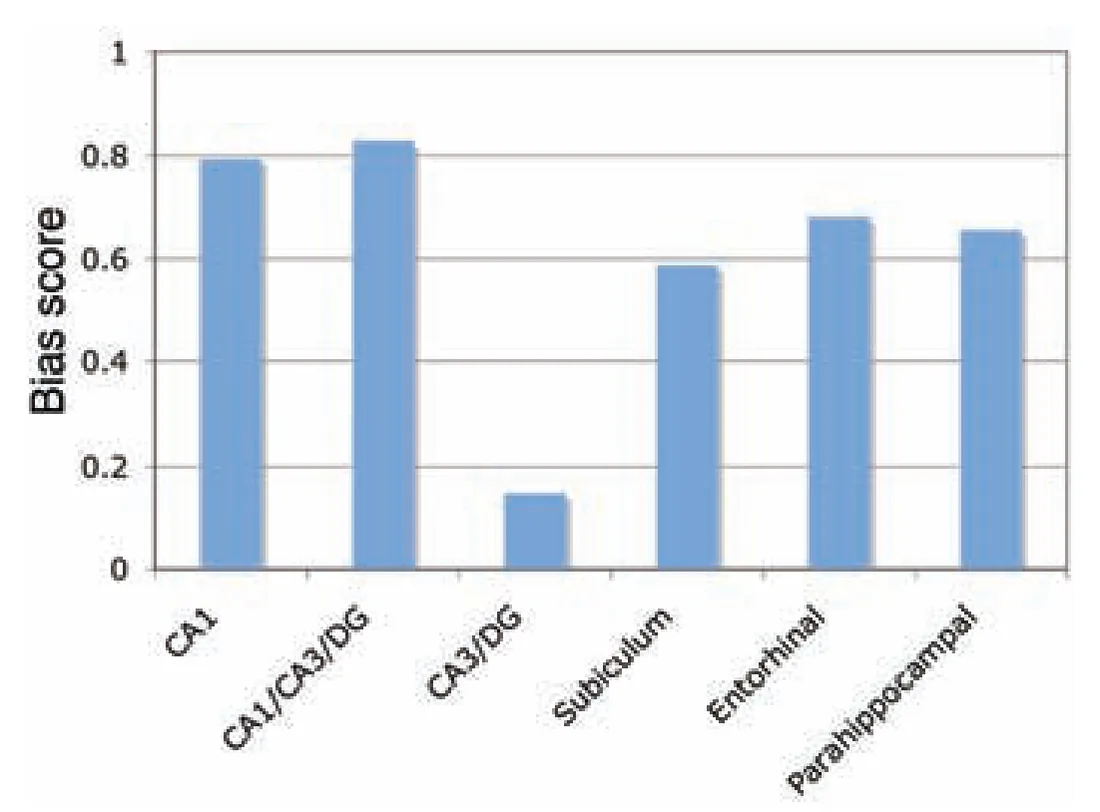 Bias score
1
0.8
0.6
0.4
0.2
0
CA1
CA1/CA3/DG
CA3/DG
Subiculum
Entorhinal
Parahippocampal